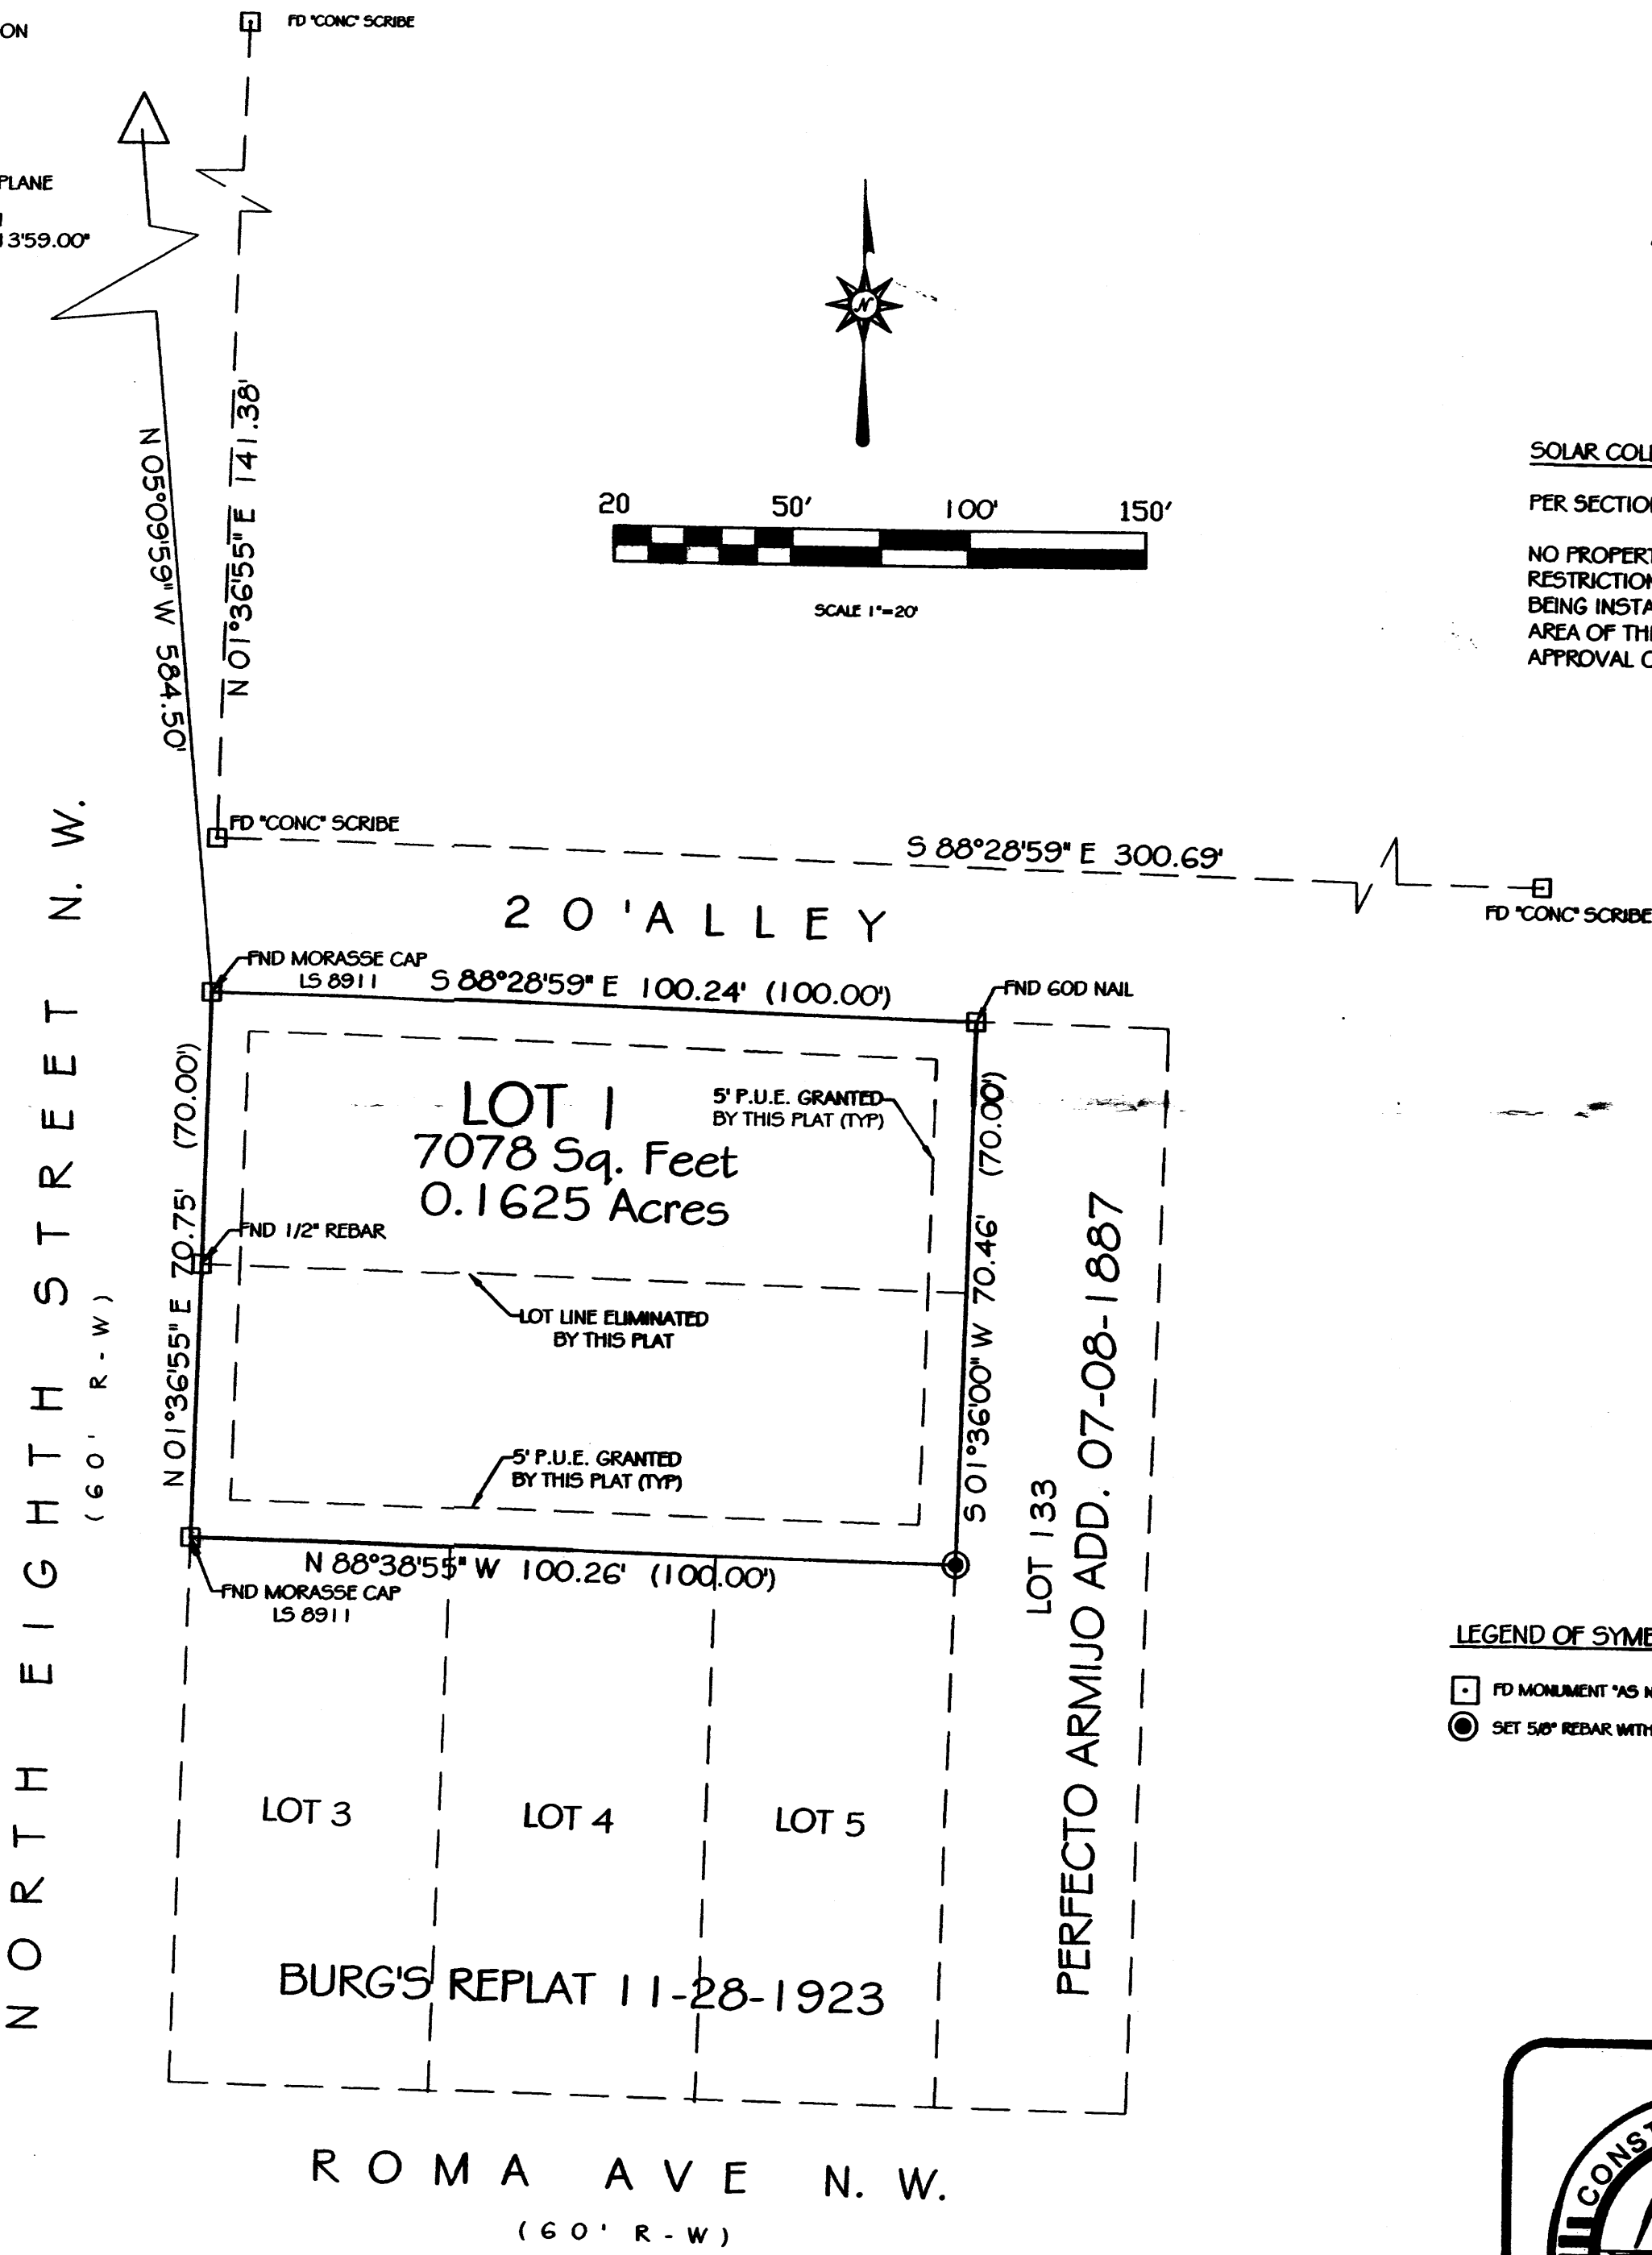 ON
FD "CONC" SCRIBE
PLANE
13'59.00"
N 05°09'59" W 584.50'
N 01°36'55" E 141.38'
20 50' 100' 150'
SCALE 1"=20'
SOLAR COLL
PER SECTION
NO PROPERT
RESTRICTION
BEING INSTA
AREA OF THI
APPROVAL O
FD "CONC" SCRIBE
S 88°28'59" E 300.69'
FD "CONC" SCRIBE
20' ALLEY
FND MORASSE CAP
LS 8911
S 88°28'59" E 100.24' (100.00')
FND 60D NAIL
LOT 1
7078 Sq. Feet
0.1625 Acres
5' P.U.E. GRANTED
BY THIS PLAT (TYP)
N 01°36'55" E 70.75' (70.00')
S 01°36'00" W 70.46' (70.00')
FND 1/2" REBAR
LOT LINE ELIMINATED
BY THIS PLAT
5' P.U.E. GRANTED
BY THIS PLAT (TYP)
N 88°38'55" W 100.26' (100.00')
FND MORASSE CAP
LS 8911
NORTH EIGHTH STREET N. W.
(60' R-W)
LOT 133
PERFECTO ARMIJO ADD. 07-08-1887
LEGEND OF SYMB
FD MONUMENT "AS N
SET 5/8" REBAR WITH
LOT 3
LOT 4
LOT 5
BURG'S REPLAT 11-28-1923
ROMA AVE N. W.
(60' R-W)
CONST